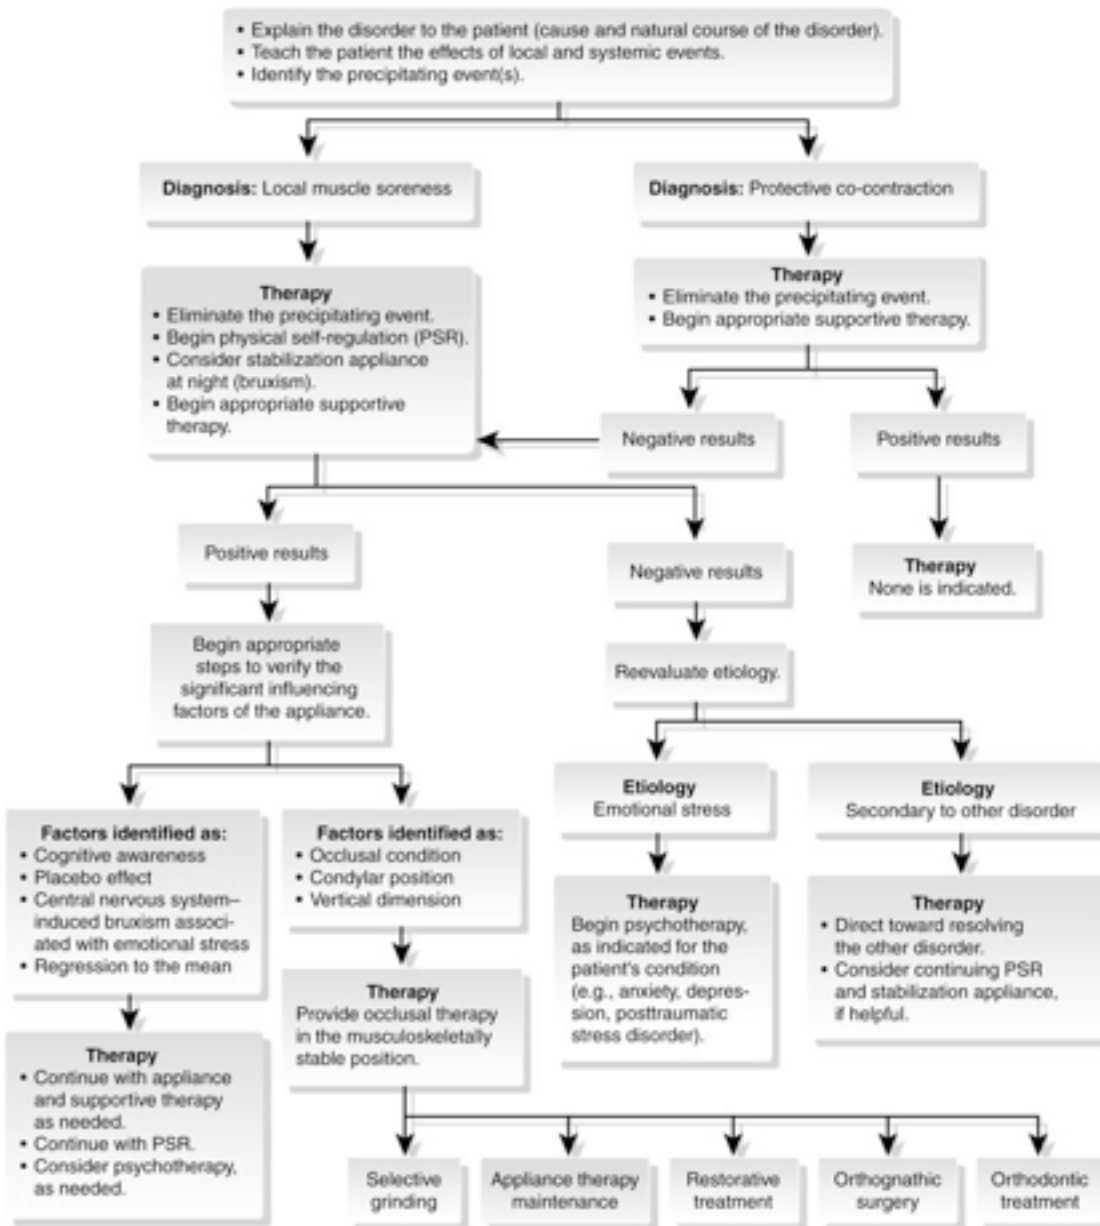 • Explain the disorder to the patient (cause and natural course of the disorder).
• Teach the patient the effects of local and systemic events.
• Identify the precipitating event(s).
Diagnosis: Local muscle soreness
Diagnosis: Protective co-contraction
Therapy
• Eliminate the precipitating event.
• Begin physical self-regulation (PSR).
• Consider stabilization appliance
at night (bruxism).
• Begin appropriate supportive
therapy.
Therapy
• Eliminate the precipitating event.
• Begin appropriate supportive therapy.
Negative results
Positive results
Positive results
Negative results
Therapy
None is indicated.
Begin appropriate
steps to verify the
significant influencing
factors of the appliance.
Reevaluate etiology.
Etiology
Emotional stress
Etiology
Secondary to other disorder
Factors identified as:
• Cognitive awareness
• Placebo effect
• Central nervous system–
induced bruxism associ-
ated with emotional stress
• Regression to the mean
Factors identified as:
• Occlusal condition
• Condylar position
• Vertical dimension
Therapy
Begin psychotherapy,
as indicated for the
patient's condition
(e.g., anxiety, depres-
sion, posttraumatic
stress disorder).
Therapy
• Direct toward resolving
the other disorder.
• Consider continuing PSR
and stabilization appliance,
if helpful.
Therapy
Provide occlusal therapy
in the musculoskeletally
stable position.
Therapy
• Continue with appliance
and supportive therapy
as needed.
• Continue with PSR.
• Consider psychotherapy,
as needed.
Selective
grinding
Appliance therapy
maintenance
Restorative
treatment
Orthognathic
surgery
Orthodontic
treatment